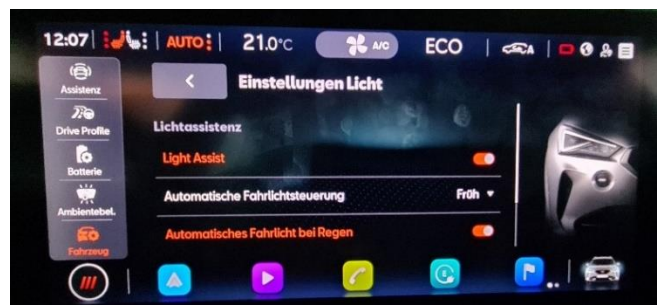 12:07 AUTO 21.0°C A/C ECO A
Assistenz
Einstellungen Licht
Drive Profile
Lichtassistenz
Batterie
Light Assist
Ambientebel.
Automatische Fahrlichtsteuerung Früh
Fahrzeug
Automatisches Fahrlicht bei Regen